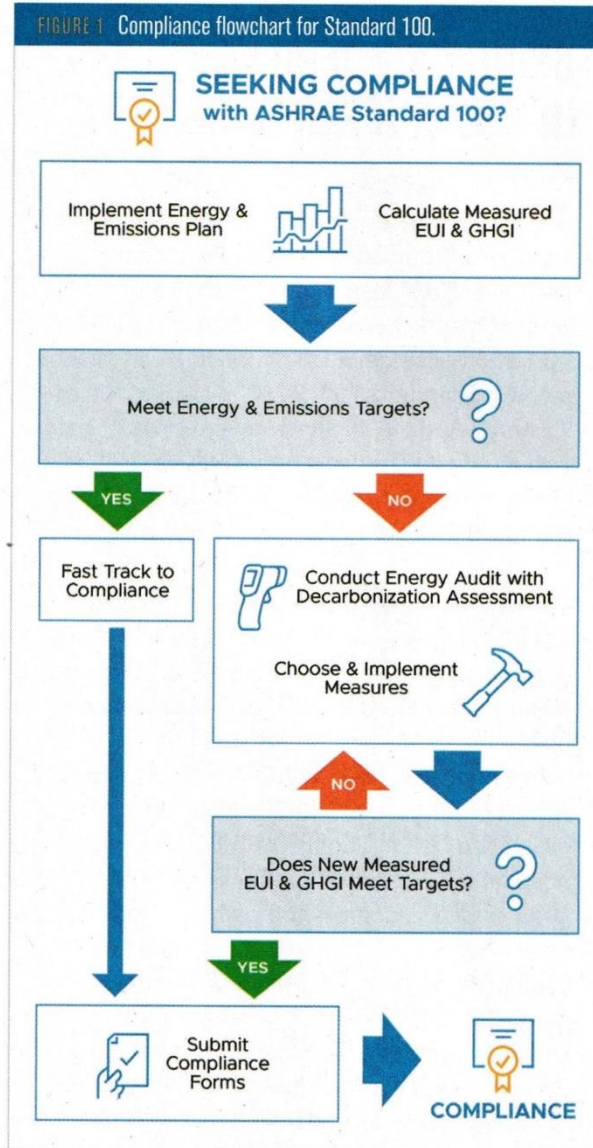 FIGURE 1 Compliance flowchart for Standard 100.
SEEKING COMPLIANCE
with ASHRAE Standard 100?
Implement Energy &
Emissions Plan
Calculate Measured
EUI & GHGI
Meet Energy & Emissions Targets?
?
YES
NO
Fast Track to
Compliance
Conduct Energy Audit with
Decarbonization Assessment
Choose & Implement
Measures
NO
Does New Measured
EUI & GHGI Meet Targets?
?
YES
Submit
Compliance
Forms
COMPLIANCE